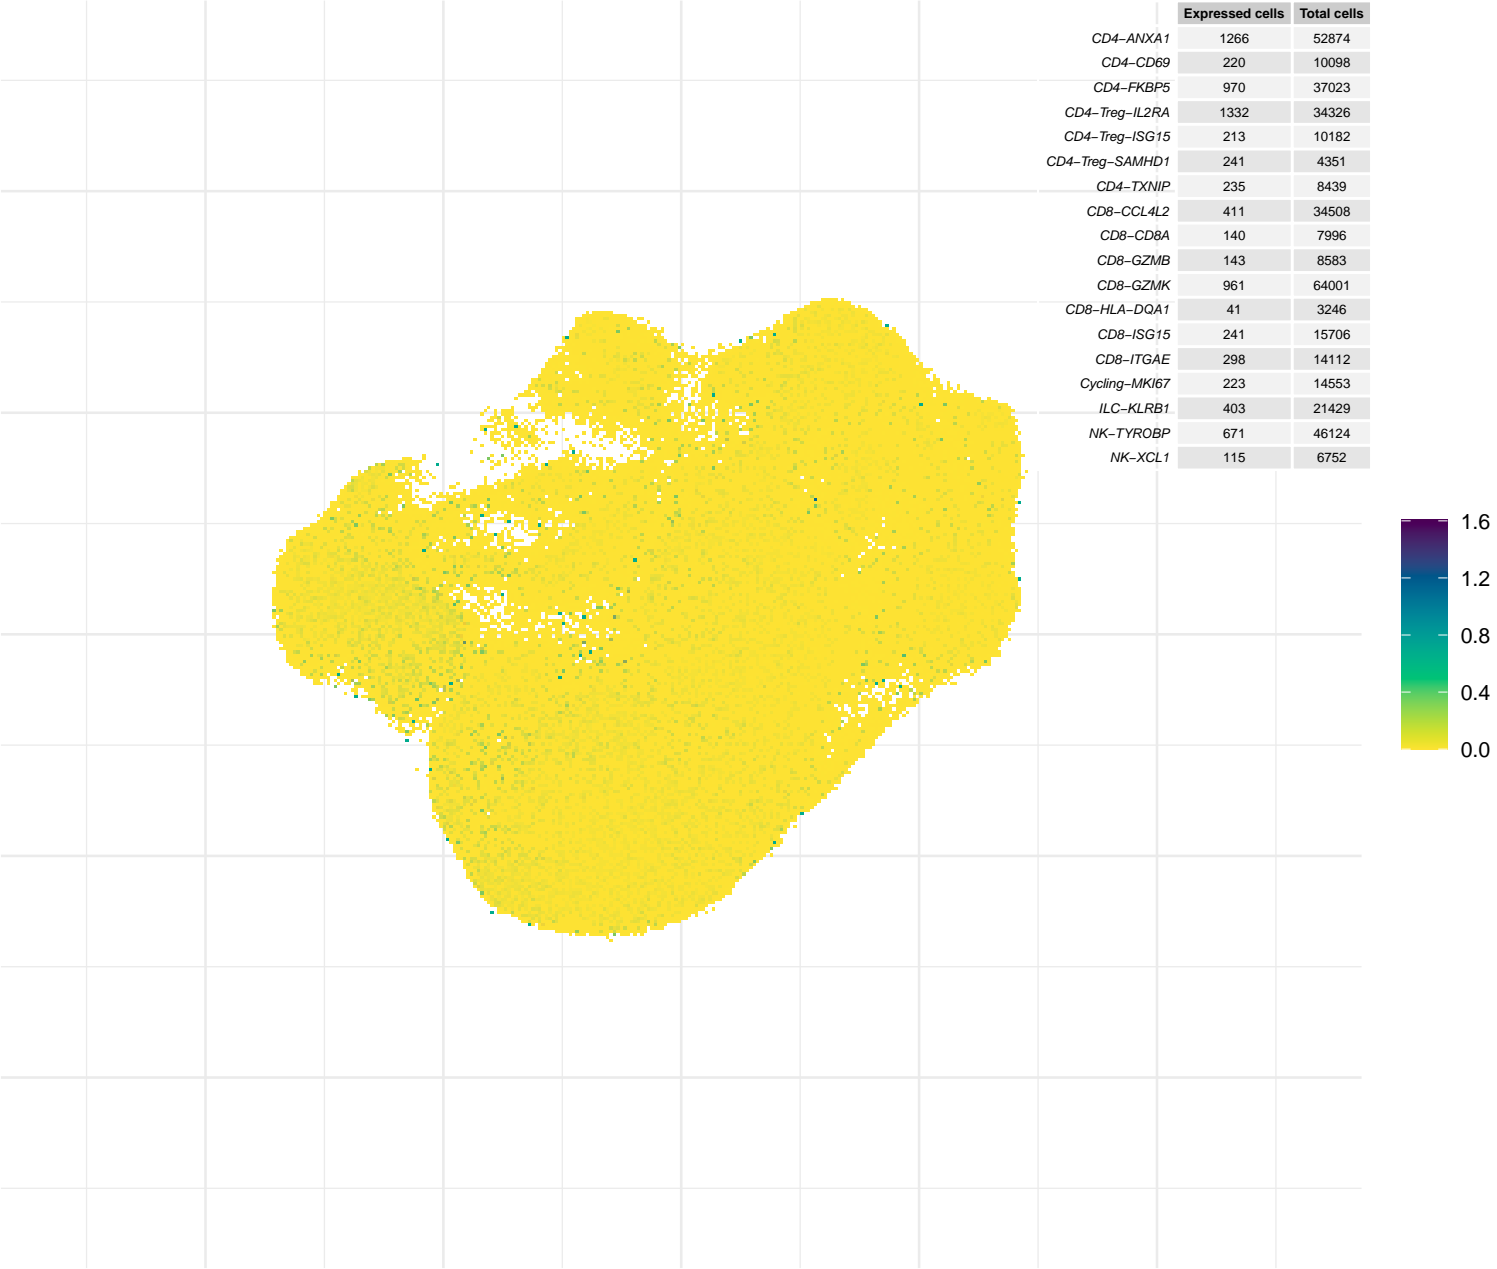 Expressed cells Total cells
CD4−ANXA1 1266 52874
CD4−CD69 220 10098
CD4−FKBP5 970 37023
CD4−Treg−IL2RA 1332 34326
CD4−Treg−ISG15 213 10182
CD4−Treg−SAMHD1 241 4351
CD4−TXNIP 235 8439
CD8−CCL4L2 411 34508
CD8−CD8A 140 7996
CD8−GZMB 143 8583
CD8−GZMK 961 64001
CD8−HLA−DQA1 41 3246
CD8−ISG15 241 15706
CD8−ITGAE 298 14112
Cycling−MKI67 223 14553
ILC−KLRB1 403 21429
NK−TYROBP 671 46124
NK−XCL1 115 6752
1.6
1.2
0.8
0.4
0.0